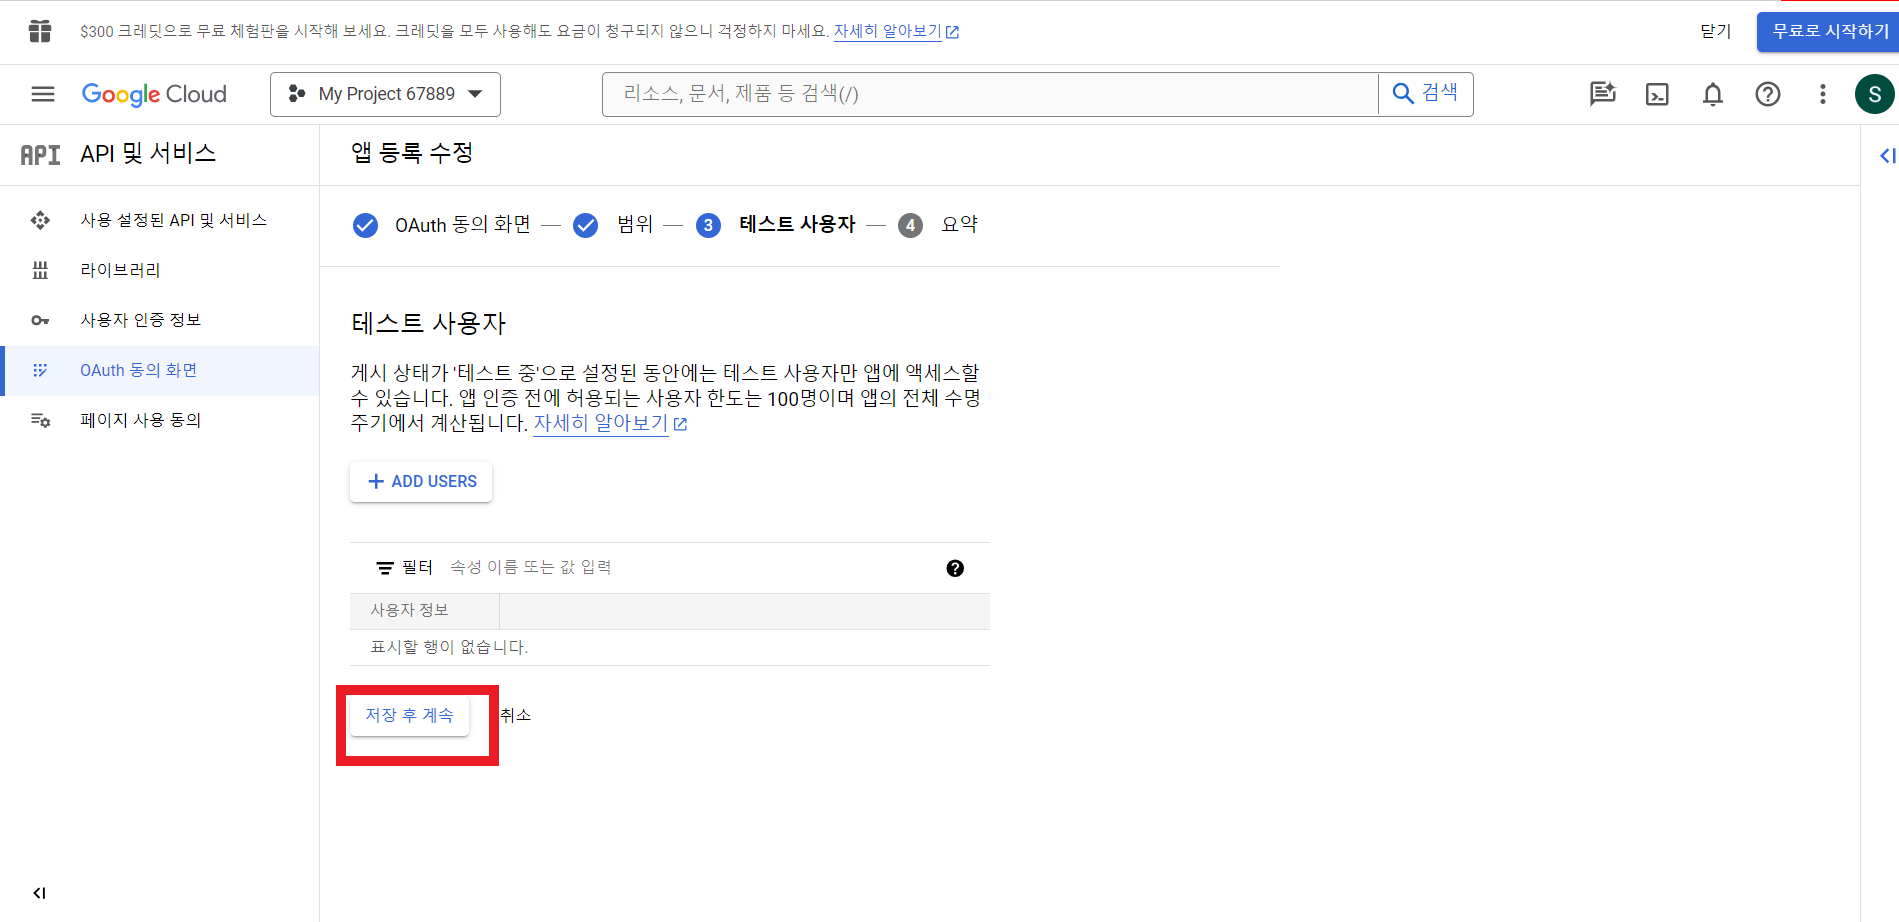 $300 크레딧으로 무료 체험판을 시작해 보세요. 크레딧을 모두 사용해도 요금이 청구되지 않으니 걱정하지 마세요. 자세히 알아보기
닫기
무료로 시작하기
Google Cloud
My Project 67889
리소스, 문서, 제품 등 검색(/)
검색
S
API
API 및 서비스
앱 등록 수정
사용 설정된 API 및 서비스
라이브러리
사용자 인증 정보
OAuth 동의 화면
페이지 사용 동의
OAuth 동의 화면 — 범위 — 3 테스트 사용자 — 4 요약
테스트 사용자
게시 상태가 '테스트 중'으로 설정된 동안에는 테스트 사용자만 앱에 액세스할
수 있습니다. 앱 인증 전에 허용되는 사용자 한도는 100명이며 앱의 전체 수명
주기에서 계산됩니다. 자세히 알아보기
+ ADD USERS
필터 속성 이름 또는 값 입력
사용자 정보
표시할 행이 없습니다.
저장 후 계속
취소